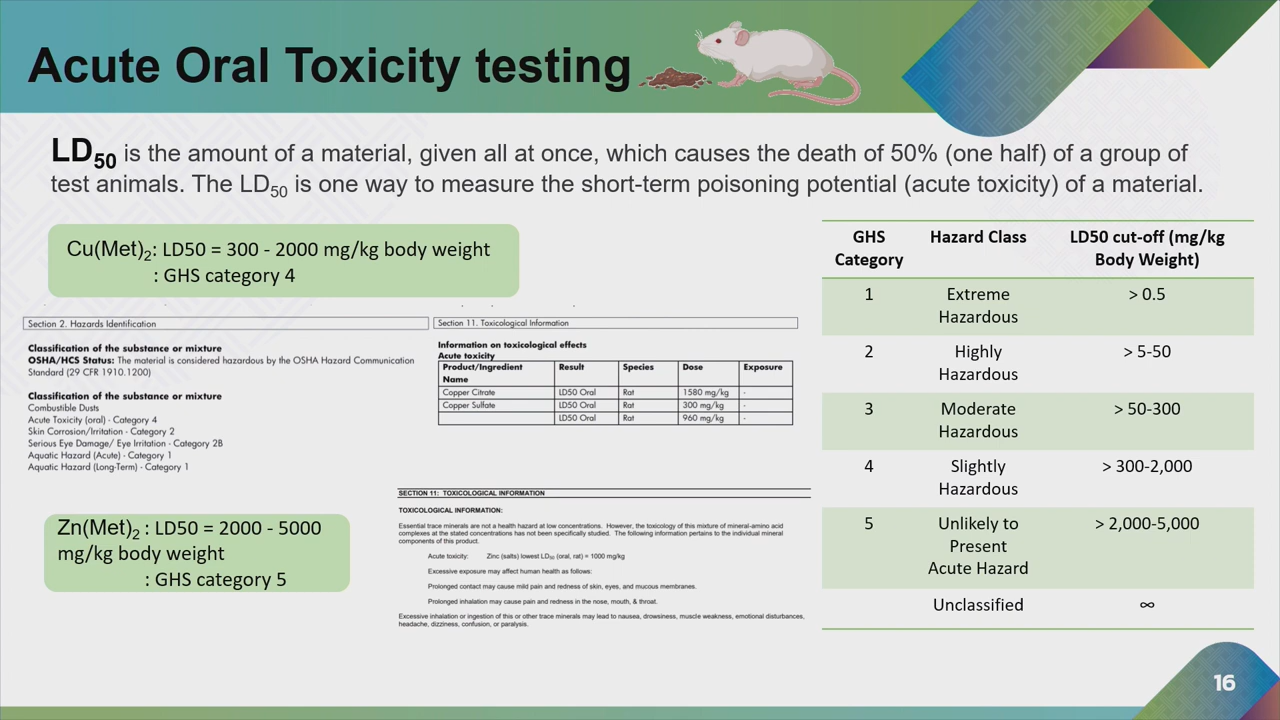 Acute Oral Toxicity testing
LD50 is the amount of a material, given all at once, which causes the death of 50% (one half) of a group of
test animals. The LD50 is one way to measure the short-term poisoning potential (acute toxicity) of a material.
Cu(Met)2: LD50 = 300 - 2000 mg/kg body weight
: GHS category 4
Section 2. Hazards Identification
Classification of the substance or mixture
OSHA/HCS Status: The material is considered hazardous by the OSHA Hazard Communication
Standard (29 CFR 1910.1200)
Classification of the substance or mixture
Combustible Dusts
Acute Toxicity (oral) - Category 4
Skin Corrosion/Irritation - Category 2
Serious Eye Damage/ Eye Irritation - Category 2B
Aquatic Hazard (Acute) - Category 1
Aquatic Hazard (Long-Term) - Category 1
Section 11. Toxicological Information
Information on toxicological effects
Acute toxicity
Product/Ingredient Name Result Species Dose Exposure
Copper Citrate LD50 Oral Rat 1580 mg/kg -
Copper Sulfate LD50 Oral Rat 300 mg/kg -
LD50 Oral Rat 960 mg/kg -
Zn(Met)2 : LD50 = 2000 - 5000
mg/kg body weight
: GHS category 5
SECTION 11: TOXICOLOGICAL INFORMATION
TOXICOLOGICAL INFORMATION:
Essential trace minerals are not a health hazard at low concentrations. However, the toxicology of this mixture of mineral-amino acid
complexes at the stated concentrations has not been specifically studied. The following information pertains to the individual mineral
components of this product.
Acute toxicity: Zinc (salts) lowest LD50 (oral, rat) = 1000 mg/kg
Excessive exposure may affect human health as follows:
Prolonged contact may cause mild pain and redness of skin, eyes, and mucous membranes.
Prolonged inhalation may cause pain and redness in the nose, mouth, & throat.
Excessive inhalation or ingestion of this or other trace minerals may lead to nausea, drowsiness, muscle weakness, emotional disturbances,
headache, dizziness, confusion, or paralysis.
GHS Category Hazard Class LD50 cut-off (mg/kg Body Weight)
1 Extreme Hazardous > 0.5
2 Highly Hazardous > 5-50
3 Moderate Hazardous > 50-300
4 Slightly Hazardous > 300-2,000
5 Unlikely to Present Acute Hazard > 2,000-5,000
Unclassified ∞
16